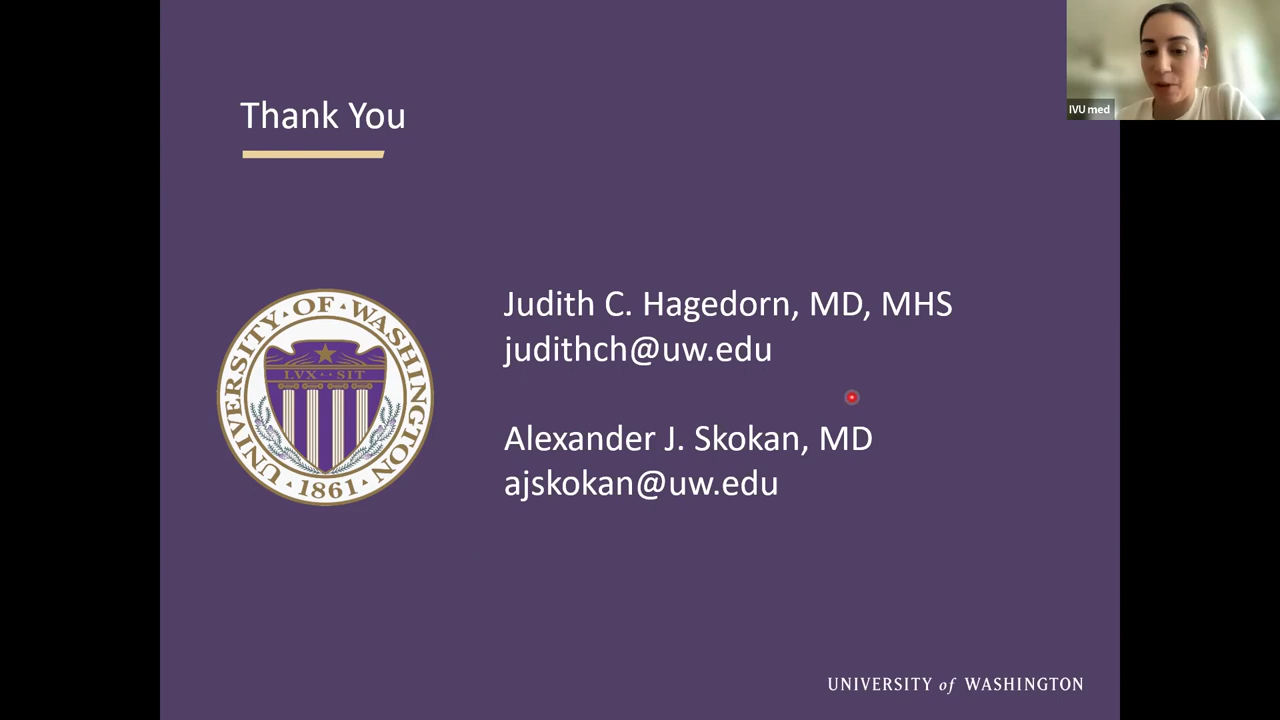 Thank You
IVU med
Judith C. Hagedorn, MD, MHS
judithch@uw.edu
UNIVERSITY · OF · WASHINGTON
LVX · · SIT
1861
Alexander J. Skokan, MD
ajskokan@uw.edu
UNIVERSITY of WASHINGTON